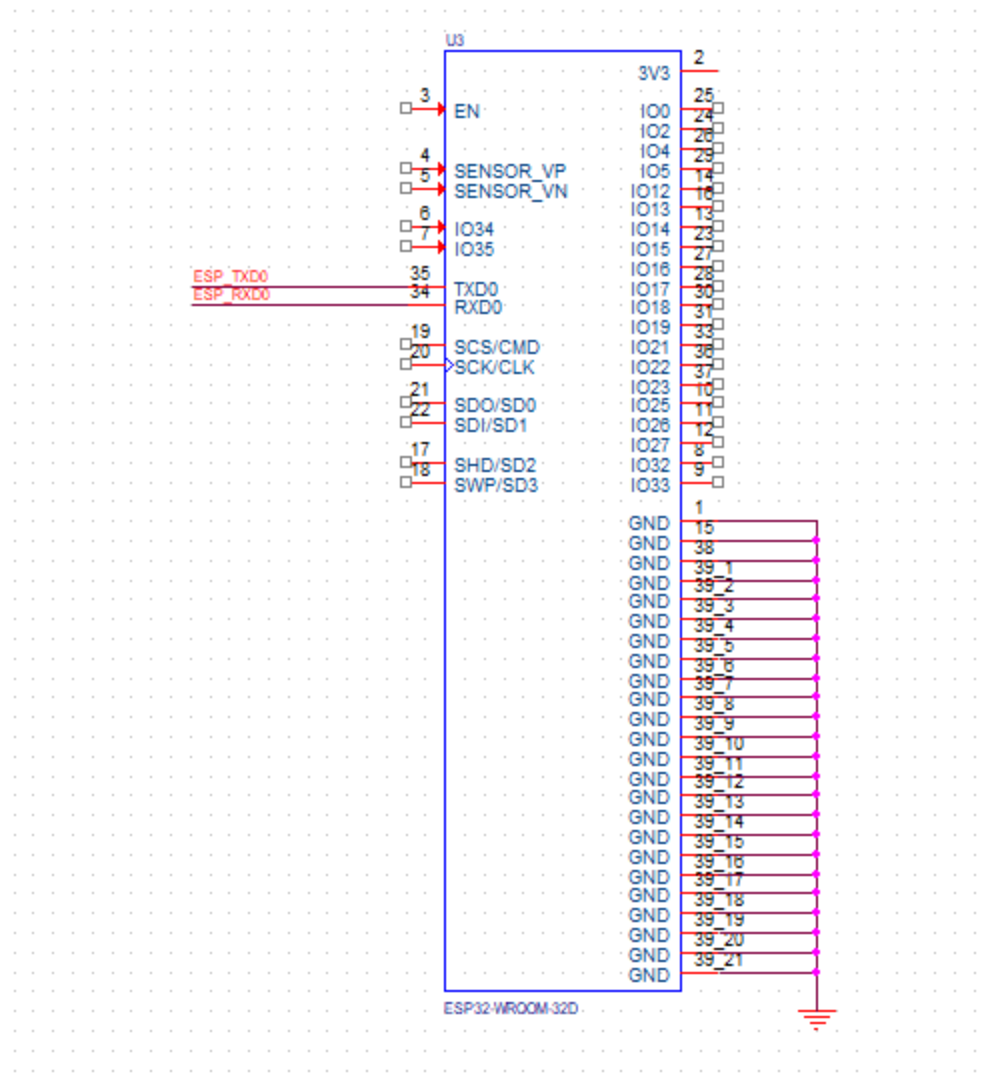 U3
2
3V3
3
EN
25
IO0
24
IO2
26
IO4
4
SENSOR_VP
29
IO5
5
SENSOR_VN
14
IO12
16
IO13
6
IO34
13
IO14
7
IO35
23
IO15
27
IO16
ESP_TXD0
35
TXD0
28
IO17
ESP_RXD0
34
RXD0
30
IO18
31
IO19
19
SCS/CMD
33
IO21
20
SCK/CLK
36
IO22
37
IO23
21
SDO/SD0
10
IO25
22
SDI/SD1
11
IO26
12
IO27
17
SHD/SD2
8
IO32
18
SWP/SD3
9
IO33
1
GND
15
GND
38
GND
39_1
GND
39_2
GND
39_3
GND
39_4
GND
39_5
GND
39_6
GND
39_7
GND
39_8
GND
39_9
GND
39_10
GND
39_11
GND
39_12
GND
39_13
GND
39_14
GND
39_15
GND
39_16
GND
39_17
GND
39_18
GND
39_19
GND
39_20
GND
39_21
GND
ESP32-WROOM-32D